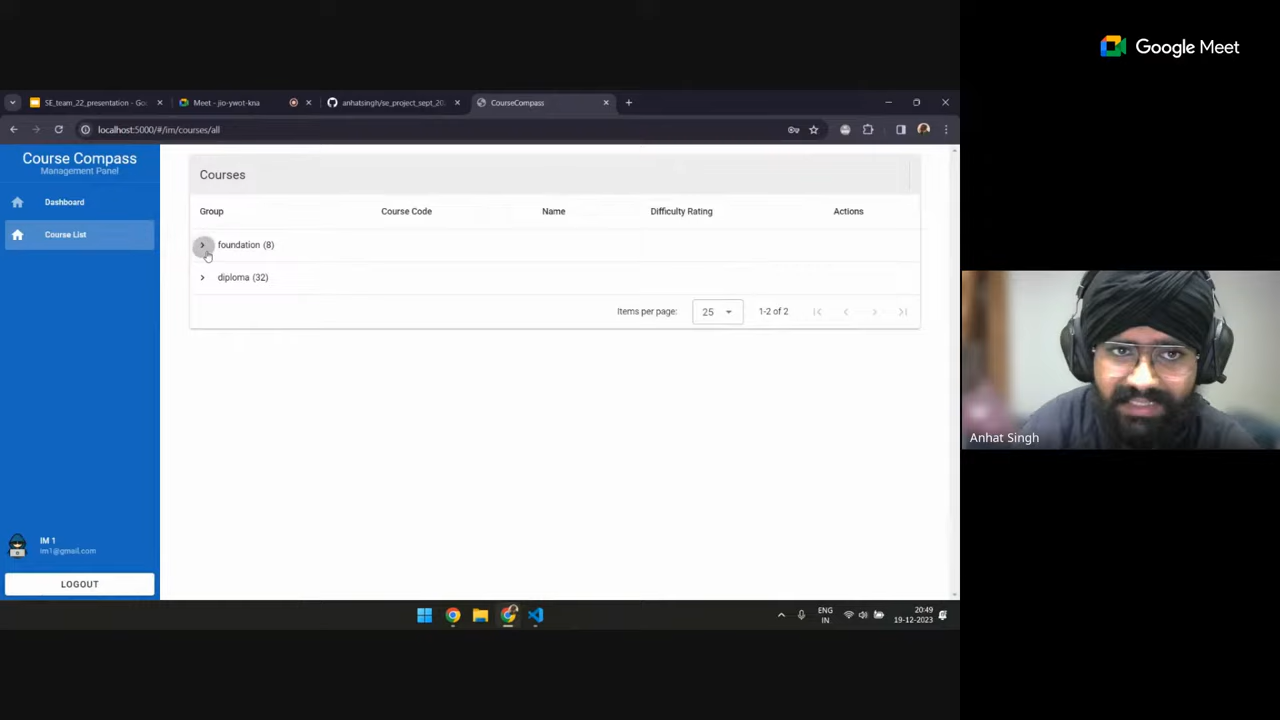 Google Meet
SE_team_22_presentation - Go
Meet - jio-ywot-kna
anhatsingh/se_project_sept_202
CourseCompass
localhost:5000/#/im/courses/all
Course Compass
Management Panel
Dashboard
Course List
Courses
Group
Course Code
Name
Difficulty Rating
Actions
foundation (8)
diploma (32)
Items per page:
25
1-2 of 2
Anhat Singh
IM 1
im1@gmail.com
LOGOUT
ENG
IN
20:49
19-12-2023